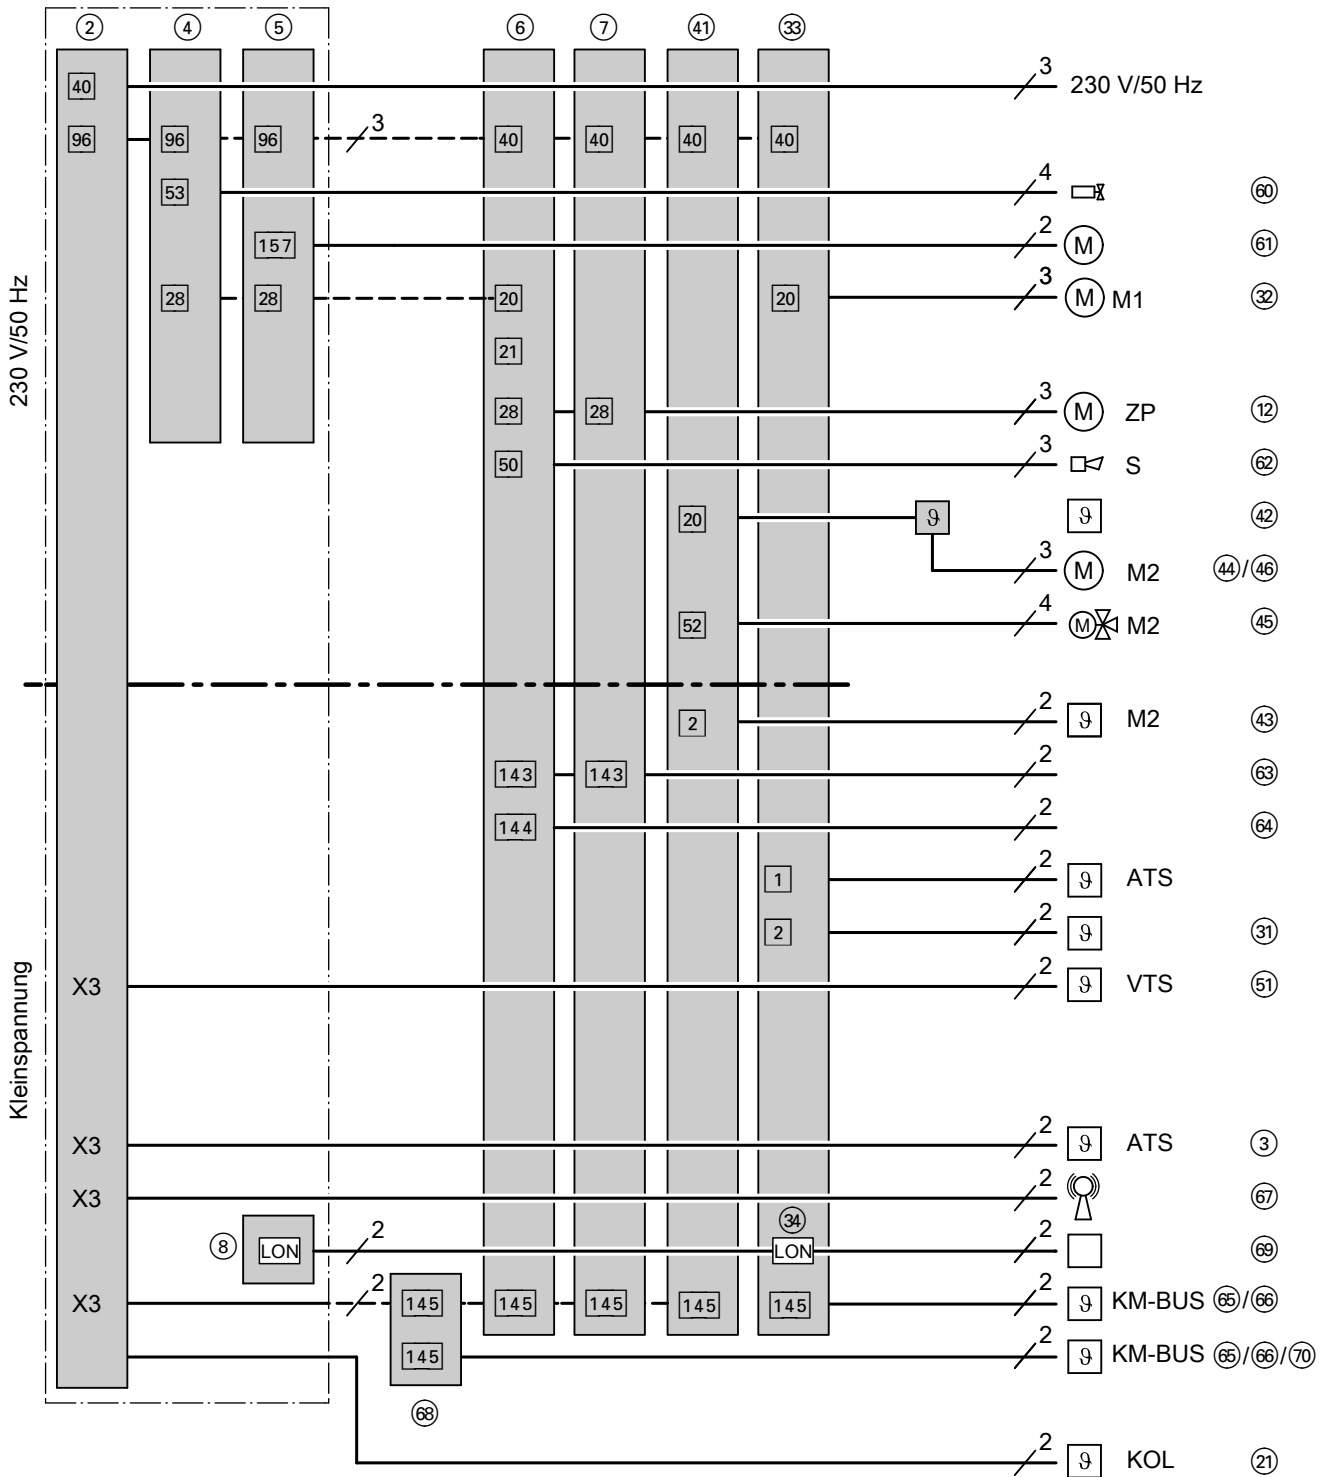 ② ④ ⑤ ⑥ ⑦ ㊶ ㉝
40 3 230 V/50 Hz
96 96 96 3 40 40 40 40
53 4 ⑥⓪
157 2 M ⑥①
28 28 20 20 3 M M1 ㉜
21
28 28 3 M ZP ⑫
50 3 S ⑥②
20 ϑ ϑ ㊷
3 M M2 ㊹/㊻
52 4 M M2 ㊺
230 V/50 Hz
2 2 ϑ M2 ㊸
143 143 2 ⑥③
144 2 ⑥④
1 2 ϑ ATS
2 2 ϑ ㉛
X3 2 ϑ VTS ⑤①
Kleinspannung
X3 2 ϑ ATS ③
X3 2 ⑥⑦
㉞
⑧ LON 2 LON 2 ⑥⑨
X3 2 145 145 145 145 145 2 ϑ KM-BUS ⑥⑤/⑥⑥
145 2 ϑ KM-BUS ⑥⑤/⑥⑥/⑦⓪
⑥⑧
2 ϑ KOL ㉑